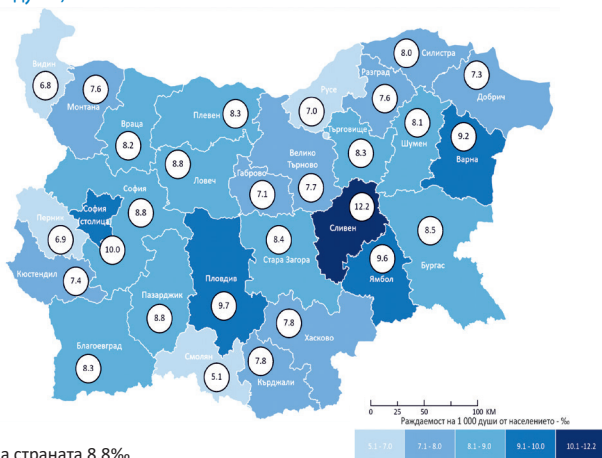 Видин
6.8
7.6
Монтана
Враца
8.2
Плевен
8.3
Русе
7.0
Разград
7.6
8.0
Силистра
7.3
Добрич
8.1
Шумен
9.2
Варна
Търговище
8.3
Велико
Търново
7.7
Габрово
7.1
8.8
Ловеч
София
8.8
София
(столица)
10.0
Перник
6.9
Кюстендил
7.4
Пазарджик
8.8
Пловдив
9.7
8.4
Стара Загора
12.2
Сливен
9.6
Ямбол
8.5
Бургас
Благоевград
8.3
Смолян
5.1
7.8
Хасково
7.8
Кърджали
0 25 50 100 КМ
Раждаемост на 1 000 души от населението - ‰
5.1 - 7.0 7.1 - 8.0 8.1 - 9.0 9.1 - 10.0 10.1 -12.2
а страната 8.8‰